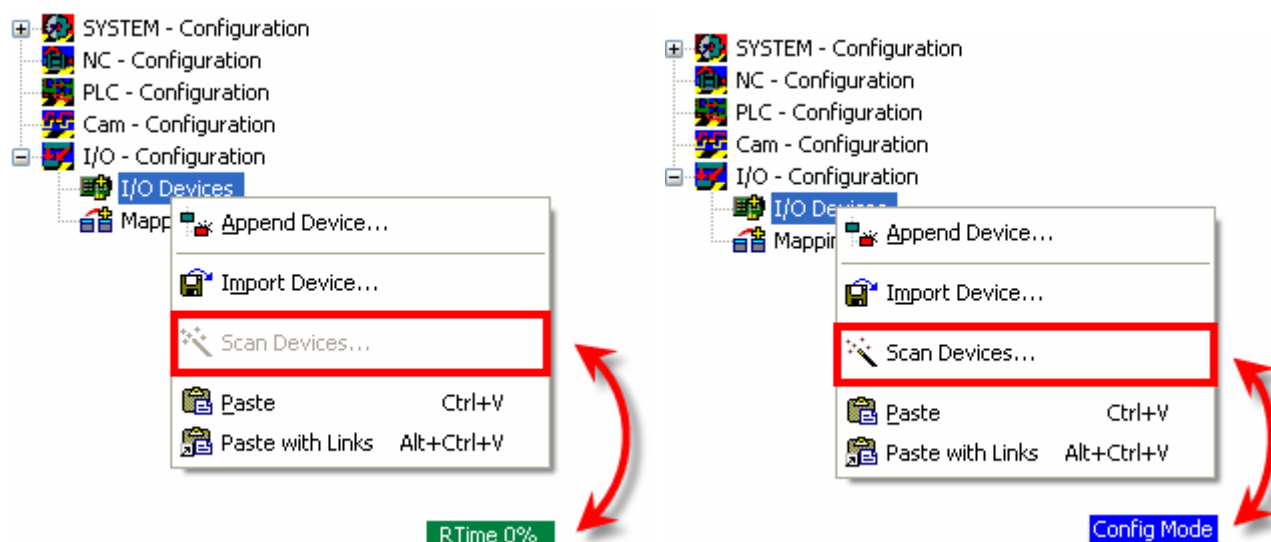 SYSTEM - Configuration
NC - Configuration
PLC - Configuration
Cam - Configuration
I/O - Configuration
I/O Devices
Append Device...
Import Device...
Scan Devices...
Paste Ctrl+V
Paste with Links Alt+Ctrl+V
RTime 0%
SYSTEM - Configuration
NC - Configuration
PLC - Configuration
Cam - Configuration
I/O - Configuration
I/O
Append Device...
Import Device...
Scan Devices...
Paste Ctrl+V
Paste with Links Alt+Ctrl+V
Config Mode